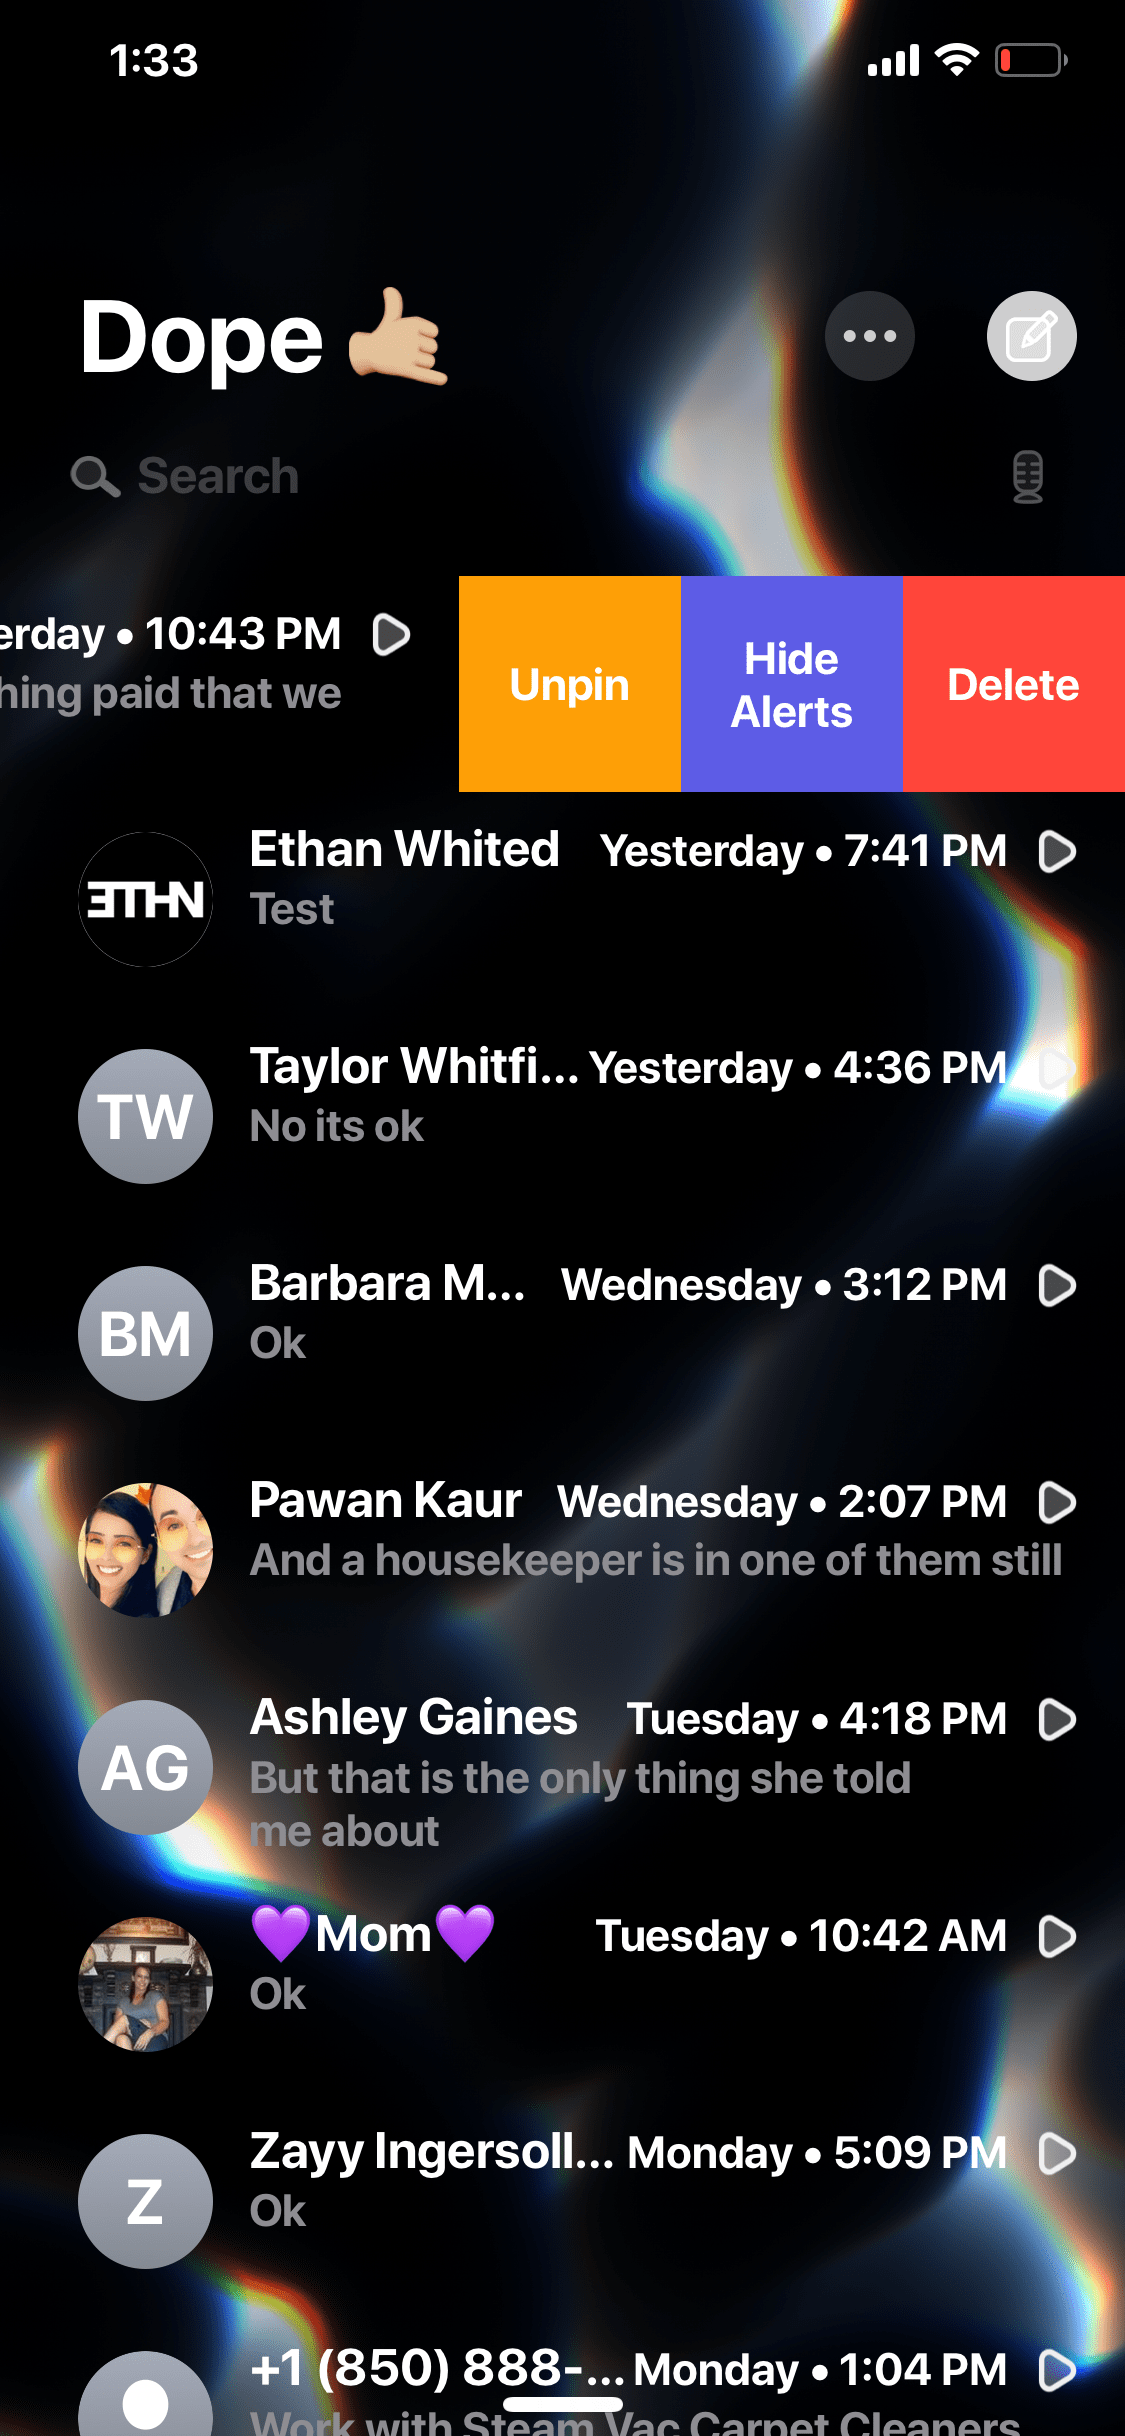 1:33
Dope 🤙🏼
Search
erday • 10:43 PM
hing paid that we
Unpin
Hide
Alerts
Delete
ETHN
Ethan Whited Yesterday • 7:41 PM
Test
TW
Taylor Whitfi... Yesterday • 4:36 PM
No its ok
BM
Barbara M... Wednesday • 3:12 PM
Ok
Pawan Kaur Wednesday • 2:07 PM
And a housekeeper is in one of them still
AG
Ashley Gaines Tuesday • 4:18 PM
But that is the only thing she told
me about
💜Mom💜 Tuesday • 10:42 AM
Ok
Z
Zayy Ingersoll... Monday • 5:09 PM
Ok
+1 (850) 888-... Monday • 1:04 PM
Work with Steam Vac Carpet Cleaners